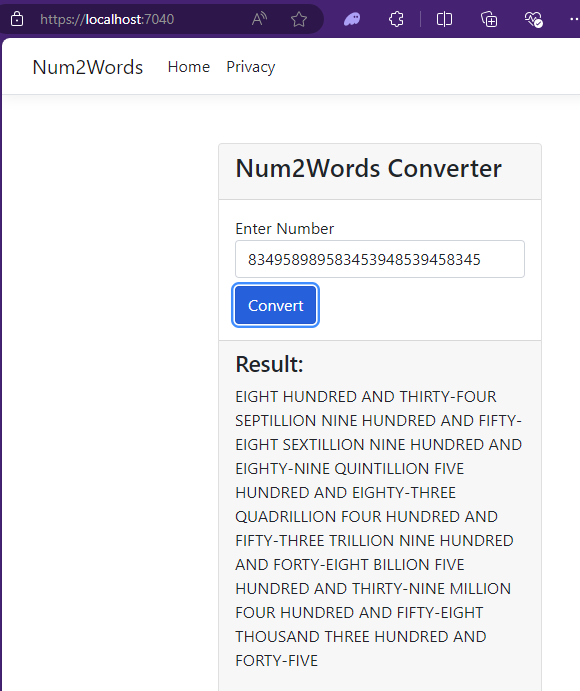 https://localhost:7040
Num2Words Home Privacy
Num2Words Converter
Enter Number
834958989583453948539458345
Convert
Result:
EIGHT HUNDRED AND THIRTY-FOUR
SEPTILLION NINE HUNDRED AND FIFTY-
EIGHT SEXTILLION NINE HUNDRED AND
EIGHTY-NINE QUINTILLION FIVE
HUNDRED AND EIGHTY-THREE
QUADRILLION FOUR HUNDRED AND
FIFTY-THREE TRILLION NINE HUNDRED
AND FORTY-EIGHT BILLION FIVE
HUNDRED AND THIRTY-NINE MILLION
FOUR HUNDRED AND FIFTY-EIGHT
THOUSAND THREE HUNDRED AND
FORTY-FIVE